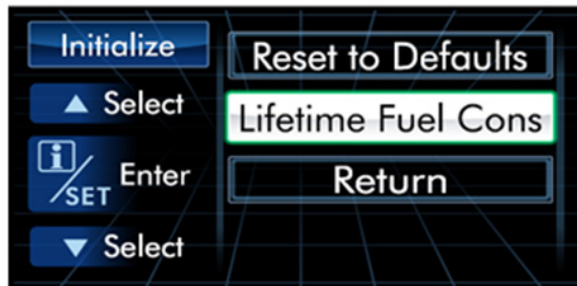 Initialize
▲ Select
i/SET Enter
▼ Select
Reset to Defaults
Lifetime Fuel Cons
Return